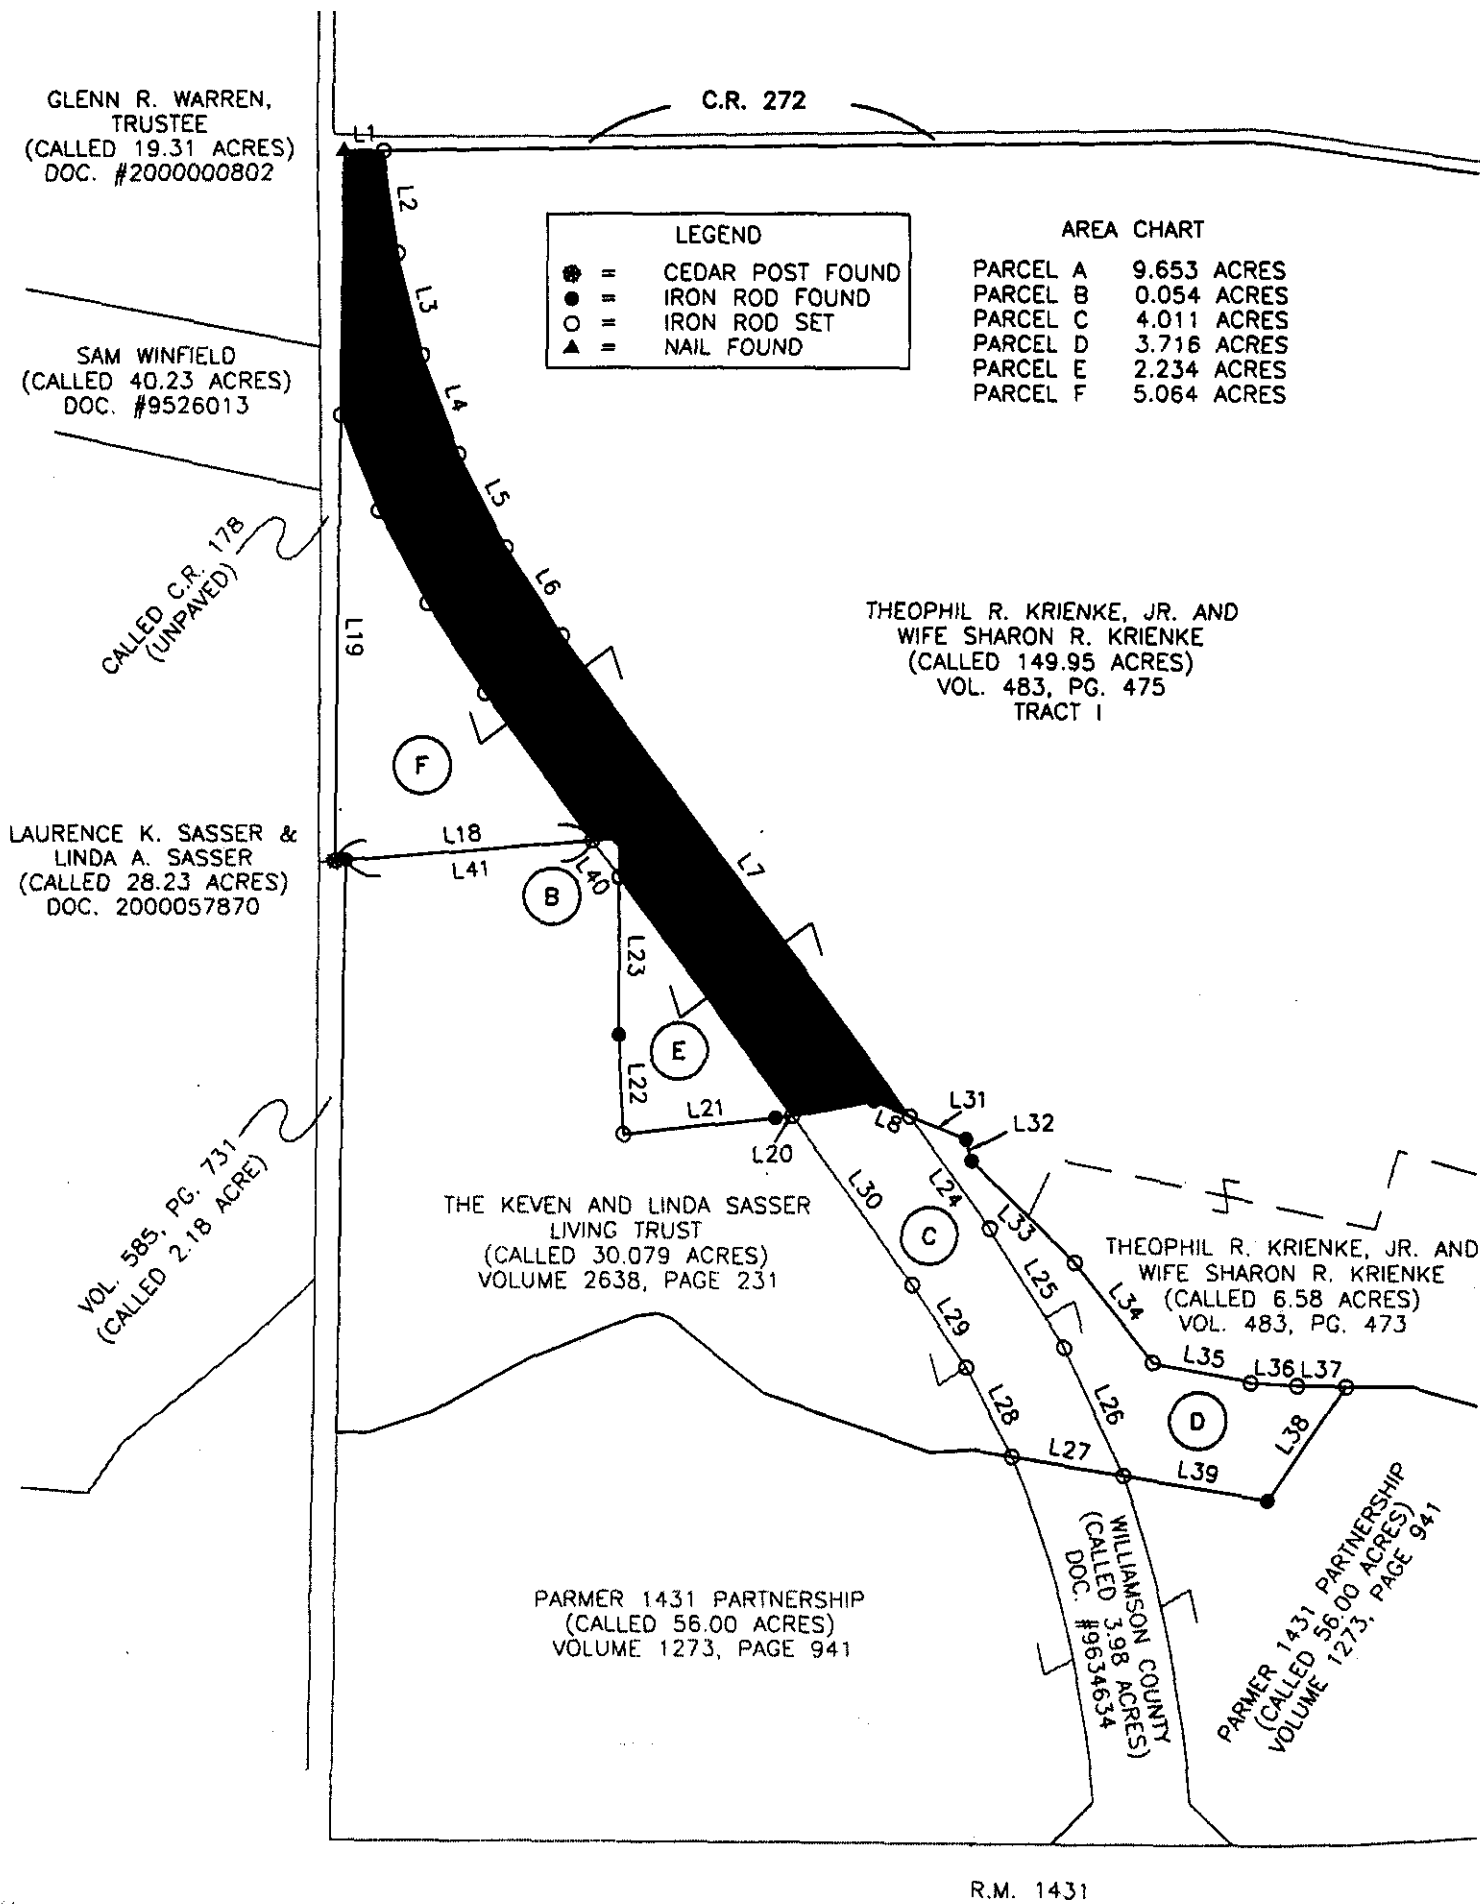 C.R. 272
GLENN R. WARREN,
TRUSTEE
(CALLED 19.31 ACRES)
DOC. #2000000802
L1
L2
LEGEND
= CEDAR POST FOUND
= IRON ROD FOUND
= IRON ROD SET
= NAIL FOUND
AREA CHART
PARCEL A 9.653 ACRES
PARCEL B 0.054 ACRES
PARCEL C 4.011 ACRES
PARCEL D 3.716 ACRES
PARCEL E 2.234 ACRES
PARCEL F 5.064 ACRES
L3
SAM WINFIELD
(CALLED 40.23 ACRES)
DOC. #9526013
L4
L5
CALLED C.R. 178
(UNPAVED)
L6
L19
THEOPHIL R. KRIENKE, JR. AND
WIFE SHARON R. KRIENKE
(CALLED 149.95 ACRES)
VOL. 483, PG. 475
TRACT I
F
LAURENCE K. SASSER &
LINDA A. SASSER
(CALLED 28.23 ACRES)
DOC. 2000057870
L18
L41
L40
B
L7
L23
E
L22
L21
L20
L8
L31
L32
VOL. 585, PG. 731
(CALLED 2.18 ACRE)
THE KEVEN AND LINDA SASSER
LIVING TRUST
(CALLED 30.079 ACRES)
VOLUME 2638, PAGE 231
L30
L24
C
L33
THEOPHIL R. KRIENKE, JR. AND
WIFE SHARON R. KRIENKE
(CALLED 6.58 ACRES)
VOL. 483, PG. 473
L25
L29
L34
L35
L36
L37
L28
L26
D
L38
L27
L39
PARMER 1431 PARTNERSHIP
(CALLED 56.00 ACRES)
VOLUME 1273, PAGE 941
WILLIAMSON COUNTY
(CALLED 3.98 ACRES)
DOC. #9634634
PARMER 1431 PARTNERSHIP
(CALLED 56.00 ACRES)
VOLUME 1273, PAGE 941
R.M. 1431